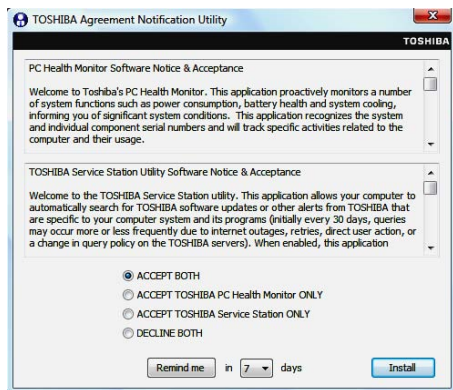 TOSHIBA Agreement Notification Utility
TOSHIBA
PC Health Monitor Software Notice & Acceptance
Welcome to Toshiba's PC Health Monitor. This application proactively monitors a number
of system functions such as power consumption, battery health and system cooling,
informing you of significant system conditions. This application recognizes the system
and individual component serial numbers and will track specific activities related to the
computer and their usage.
TOSHIBA Service Station Utility Software Notice & Acceptance
Welcome to the TOSHIBA Service Station utility. This application allows your computer to
automatically search for TOSHIBA software updates or other alerts from TOSHIBA that
are specific to your computer system and its programs (initially every 30 days, queries
may occur more or less frequently due to internet outages, retries, direct user action, or
a change in query policy on the TOSHIBA servers). When enabled, this application
ACCEPT BOTH
ACCEPT TOSHIBA PC Health Monitor ONLY
ACCEPT TOSHIBA Service Station ONLY
DECLINE BOTH
Remind me in 7 days Install